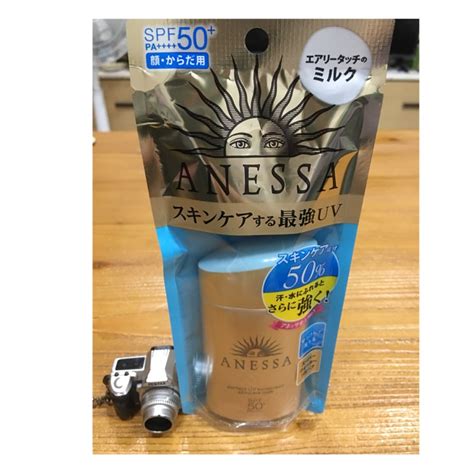 SPF50+
PA++++
顔・からだ用
エアリータッチの
ミルク
ANESSA
スキンケアする最強UV
スキンケア
50%
汗・水にふれると
さらに強く!
ANESSA
SPF
50+